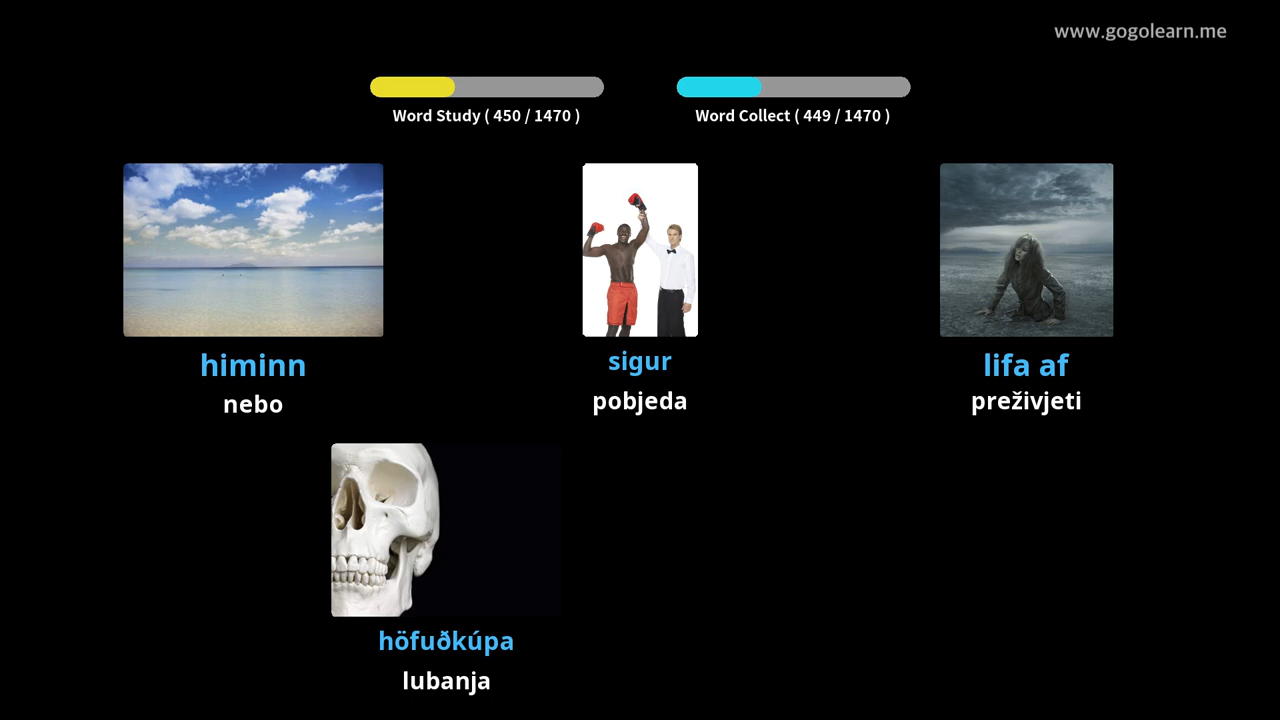 www.gogolearn.me
Word Study ( 450 / 1470 )
Word Collect ( 449 / 1470 )
himinn
nebo
sigur
pobjeda
lifa af
preživjeti
höfuðkúpa
lubanja